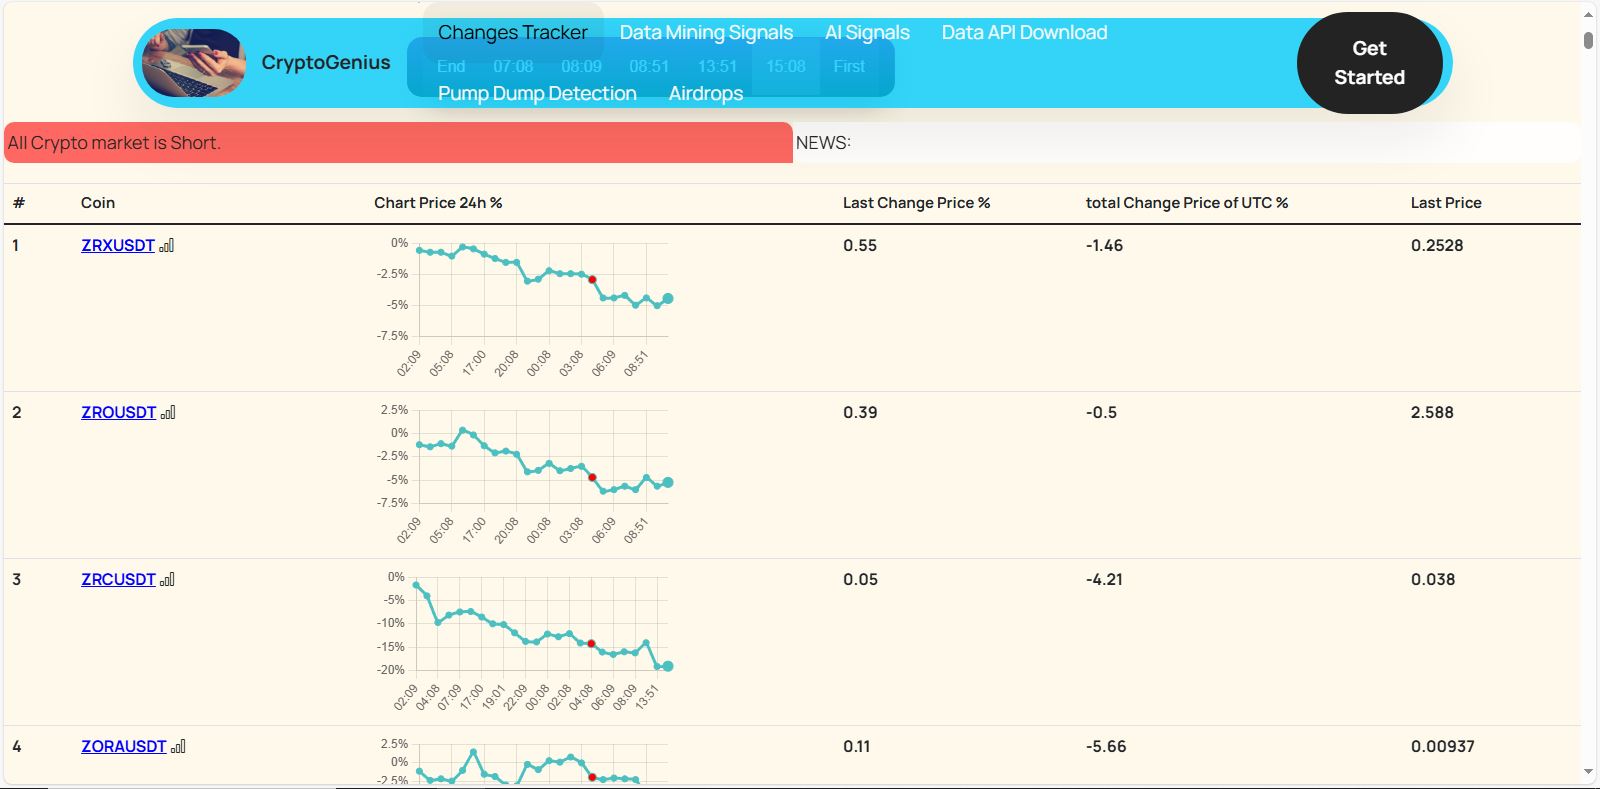 Changes Tracker Data Mining Signals AI Signals Data API Download
CryptoGenius
End 07:08 08:09 08:51 13:51 15:08 First
Pump Dump Detection Airdrops
Get
Started
All Crypto market is Short. NEWS:
# Coin Chart Price 24h % Last Change Price % total Change Price of UTC % Last Price
1 ZRXUSDT 0.55 -1.46 0.2528
0%
-2.5%
-5%
-7.5%
02:09 05:08 17:00 20:08 00:08 03:08 06:09 08:51
2 ZROUSDT 0.39 -0.5 2.588
2.5%
0%
-2.5%
-5%
-7.5%
02:09 05:08 17:00 20:08 00:08 03:08 06:09 08:51
3 ZRCUSDT 0.05 -4.21 0.038
0%
-5%
-10%
-15%
-20%
02:09 04:08 07:09 17:00 19:01 22:09 00:08 02:08 04:08 06:09 08:09 13:51
4 ZORAUSDT 0.11 -5.66 0.00937
2.5%
0%
-2.5%